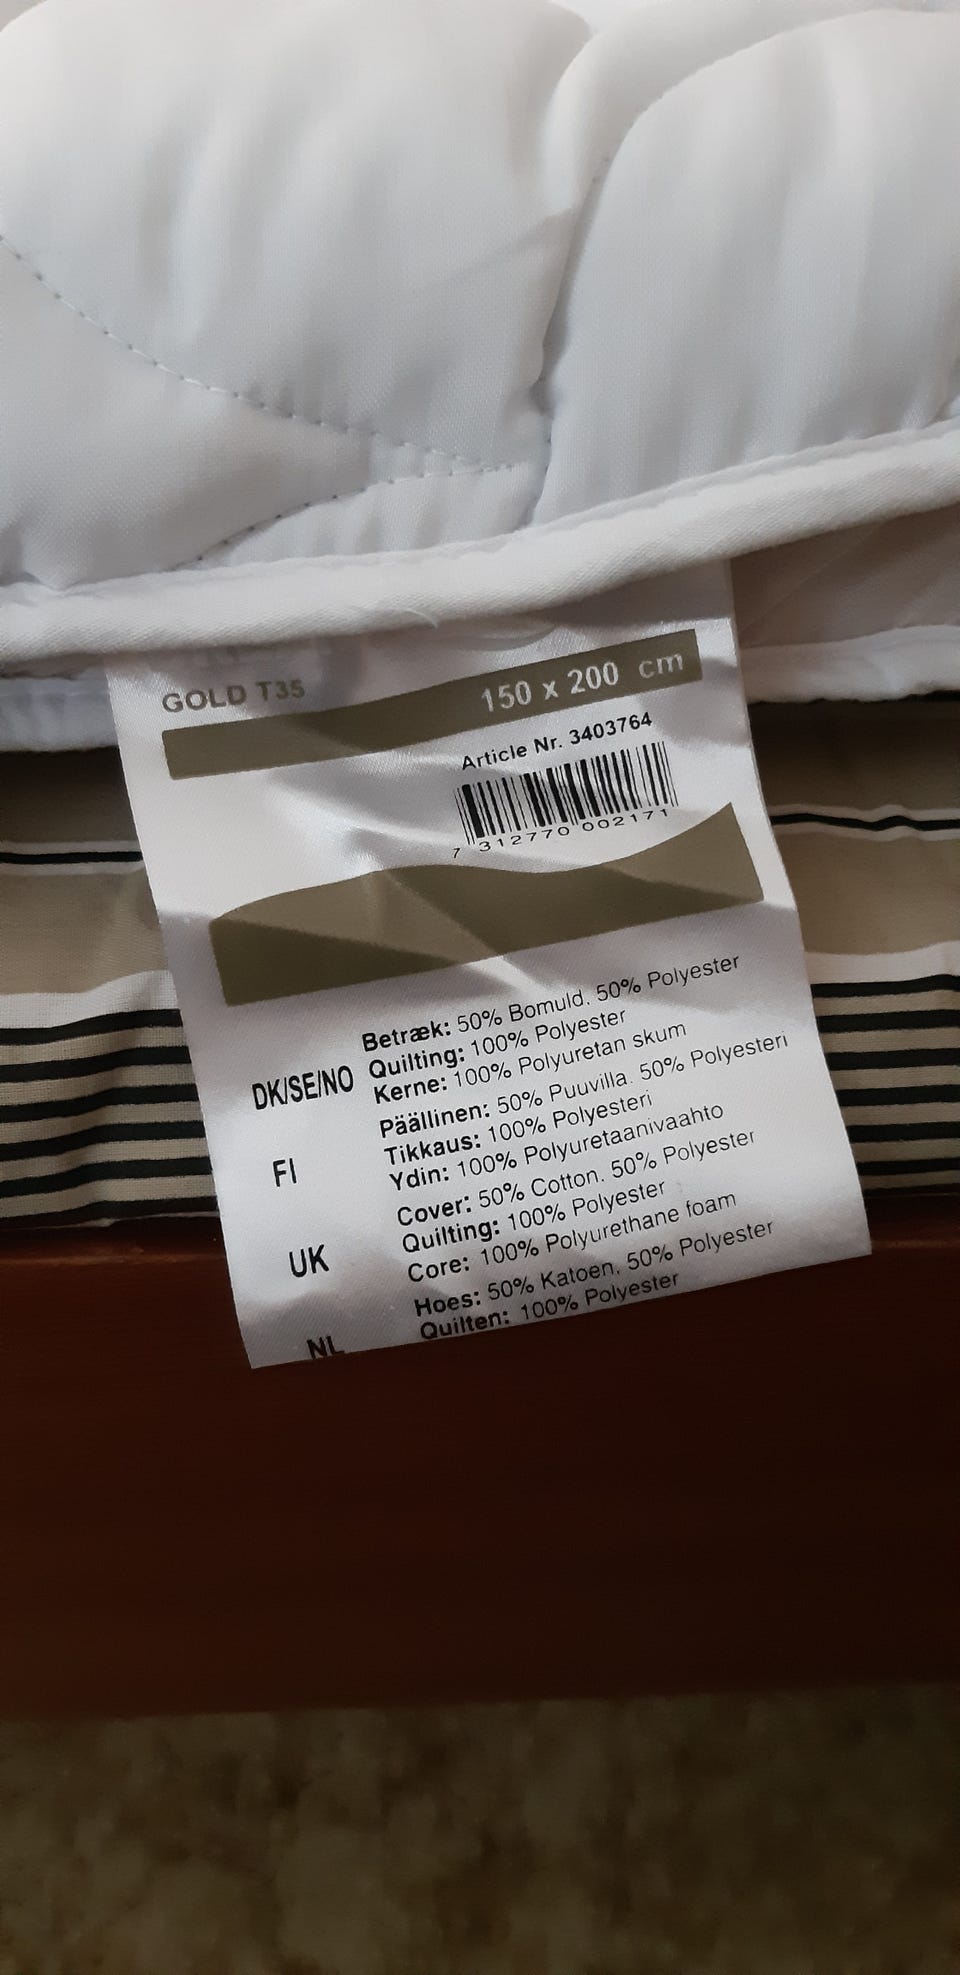 GOLD T35
150 x 200 cm
Article Nr. 3403764
7 312770 002171
DK/SE/NO
Betræk: 50% Bomuld. 50% Polyester
Quilting: 100% Polyester
Kerne: 100% Polyuretan skum
FI
Päällinen: 50% Puuvilla. 50% Polyesteri
Tikkaus: 100% Polyesteri
Ydin: 100% Polyuretaanivaahto
UK
Cover: 50% Cotton. 50% Polyester
Quilting: 100% Polyester
Core: 100% Polyurethane foam
NL
Hoes: 50% Katoen. 50% Polyester
Quilten: 100% Polyester